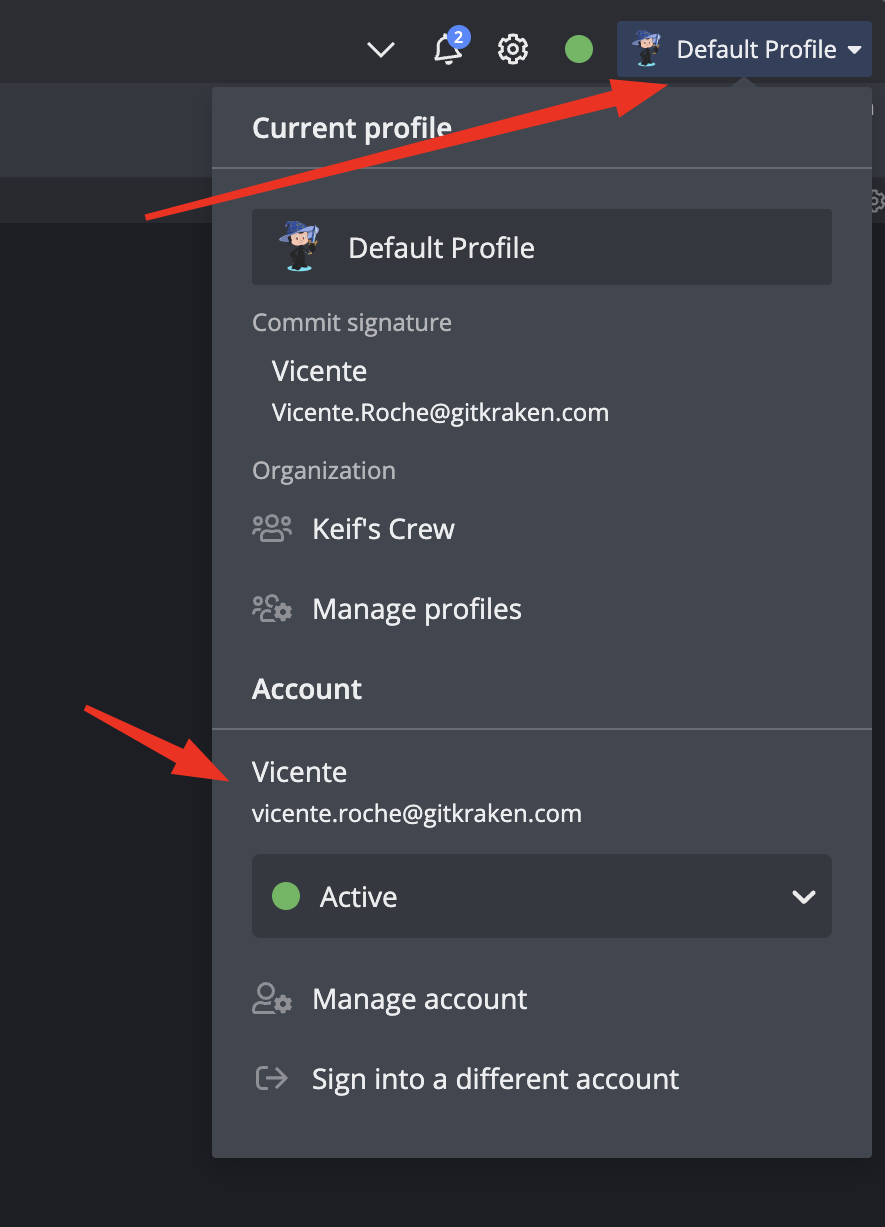 2
Default Profile
Current profile
Default Profile
Commit signature
Vicente
Vicente.Roche@gitkraken.com
Organization
Keif's Crew
Manage profiles
Account
Vicente
vicente.roche@gitkraken.com
Active
Manage account
Sign into a different account